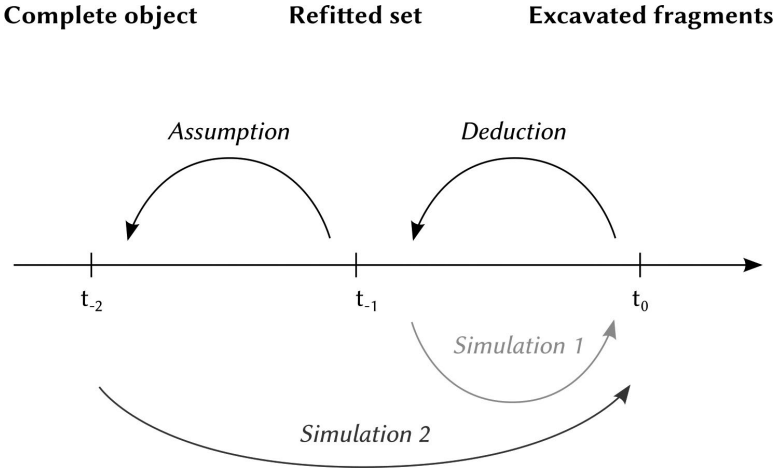 Complete object Refitted set Excavated fragments
Assumption Deduction
t-2 t-1 t0
Simulation 1
Simulation 2